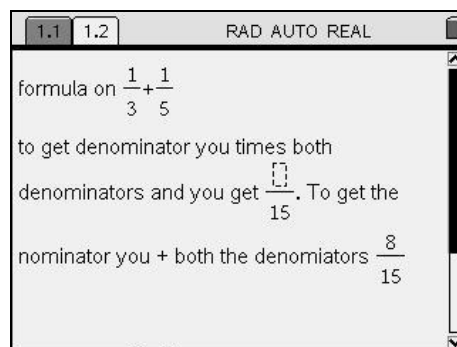 1.1 1.2 RAD AUTO REAL
formula on 1/3+1/5
to get denominator you times both
denominators and you get ▯/15. To get the
nominator you + both the denomiators 8/15